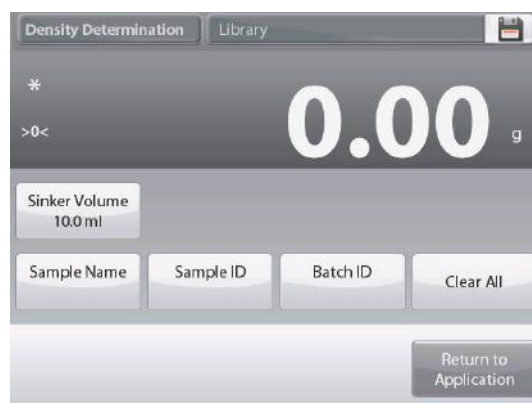 Density Determination
Library
*
>0<
0.00 g
Sinker Volume
10.0 ml
Sample Name
Sample ID
Batch ID
Clear All
Return to
Application